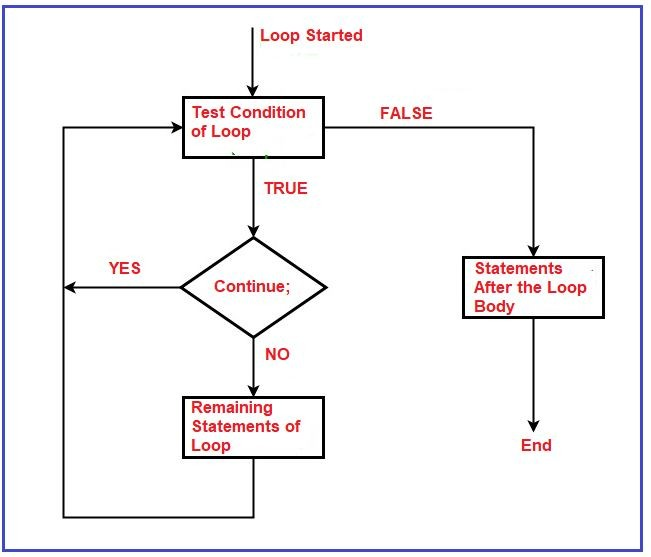 Loop Started
Test Condition
of Loop
FALSE
TRUE
YES
Continue;
Statements
After the Loop
Body
NO
Remaining
Statements of
Loop
End